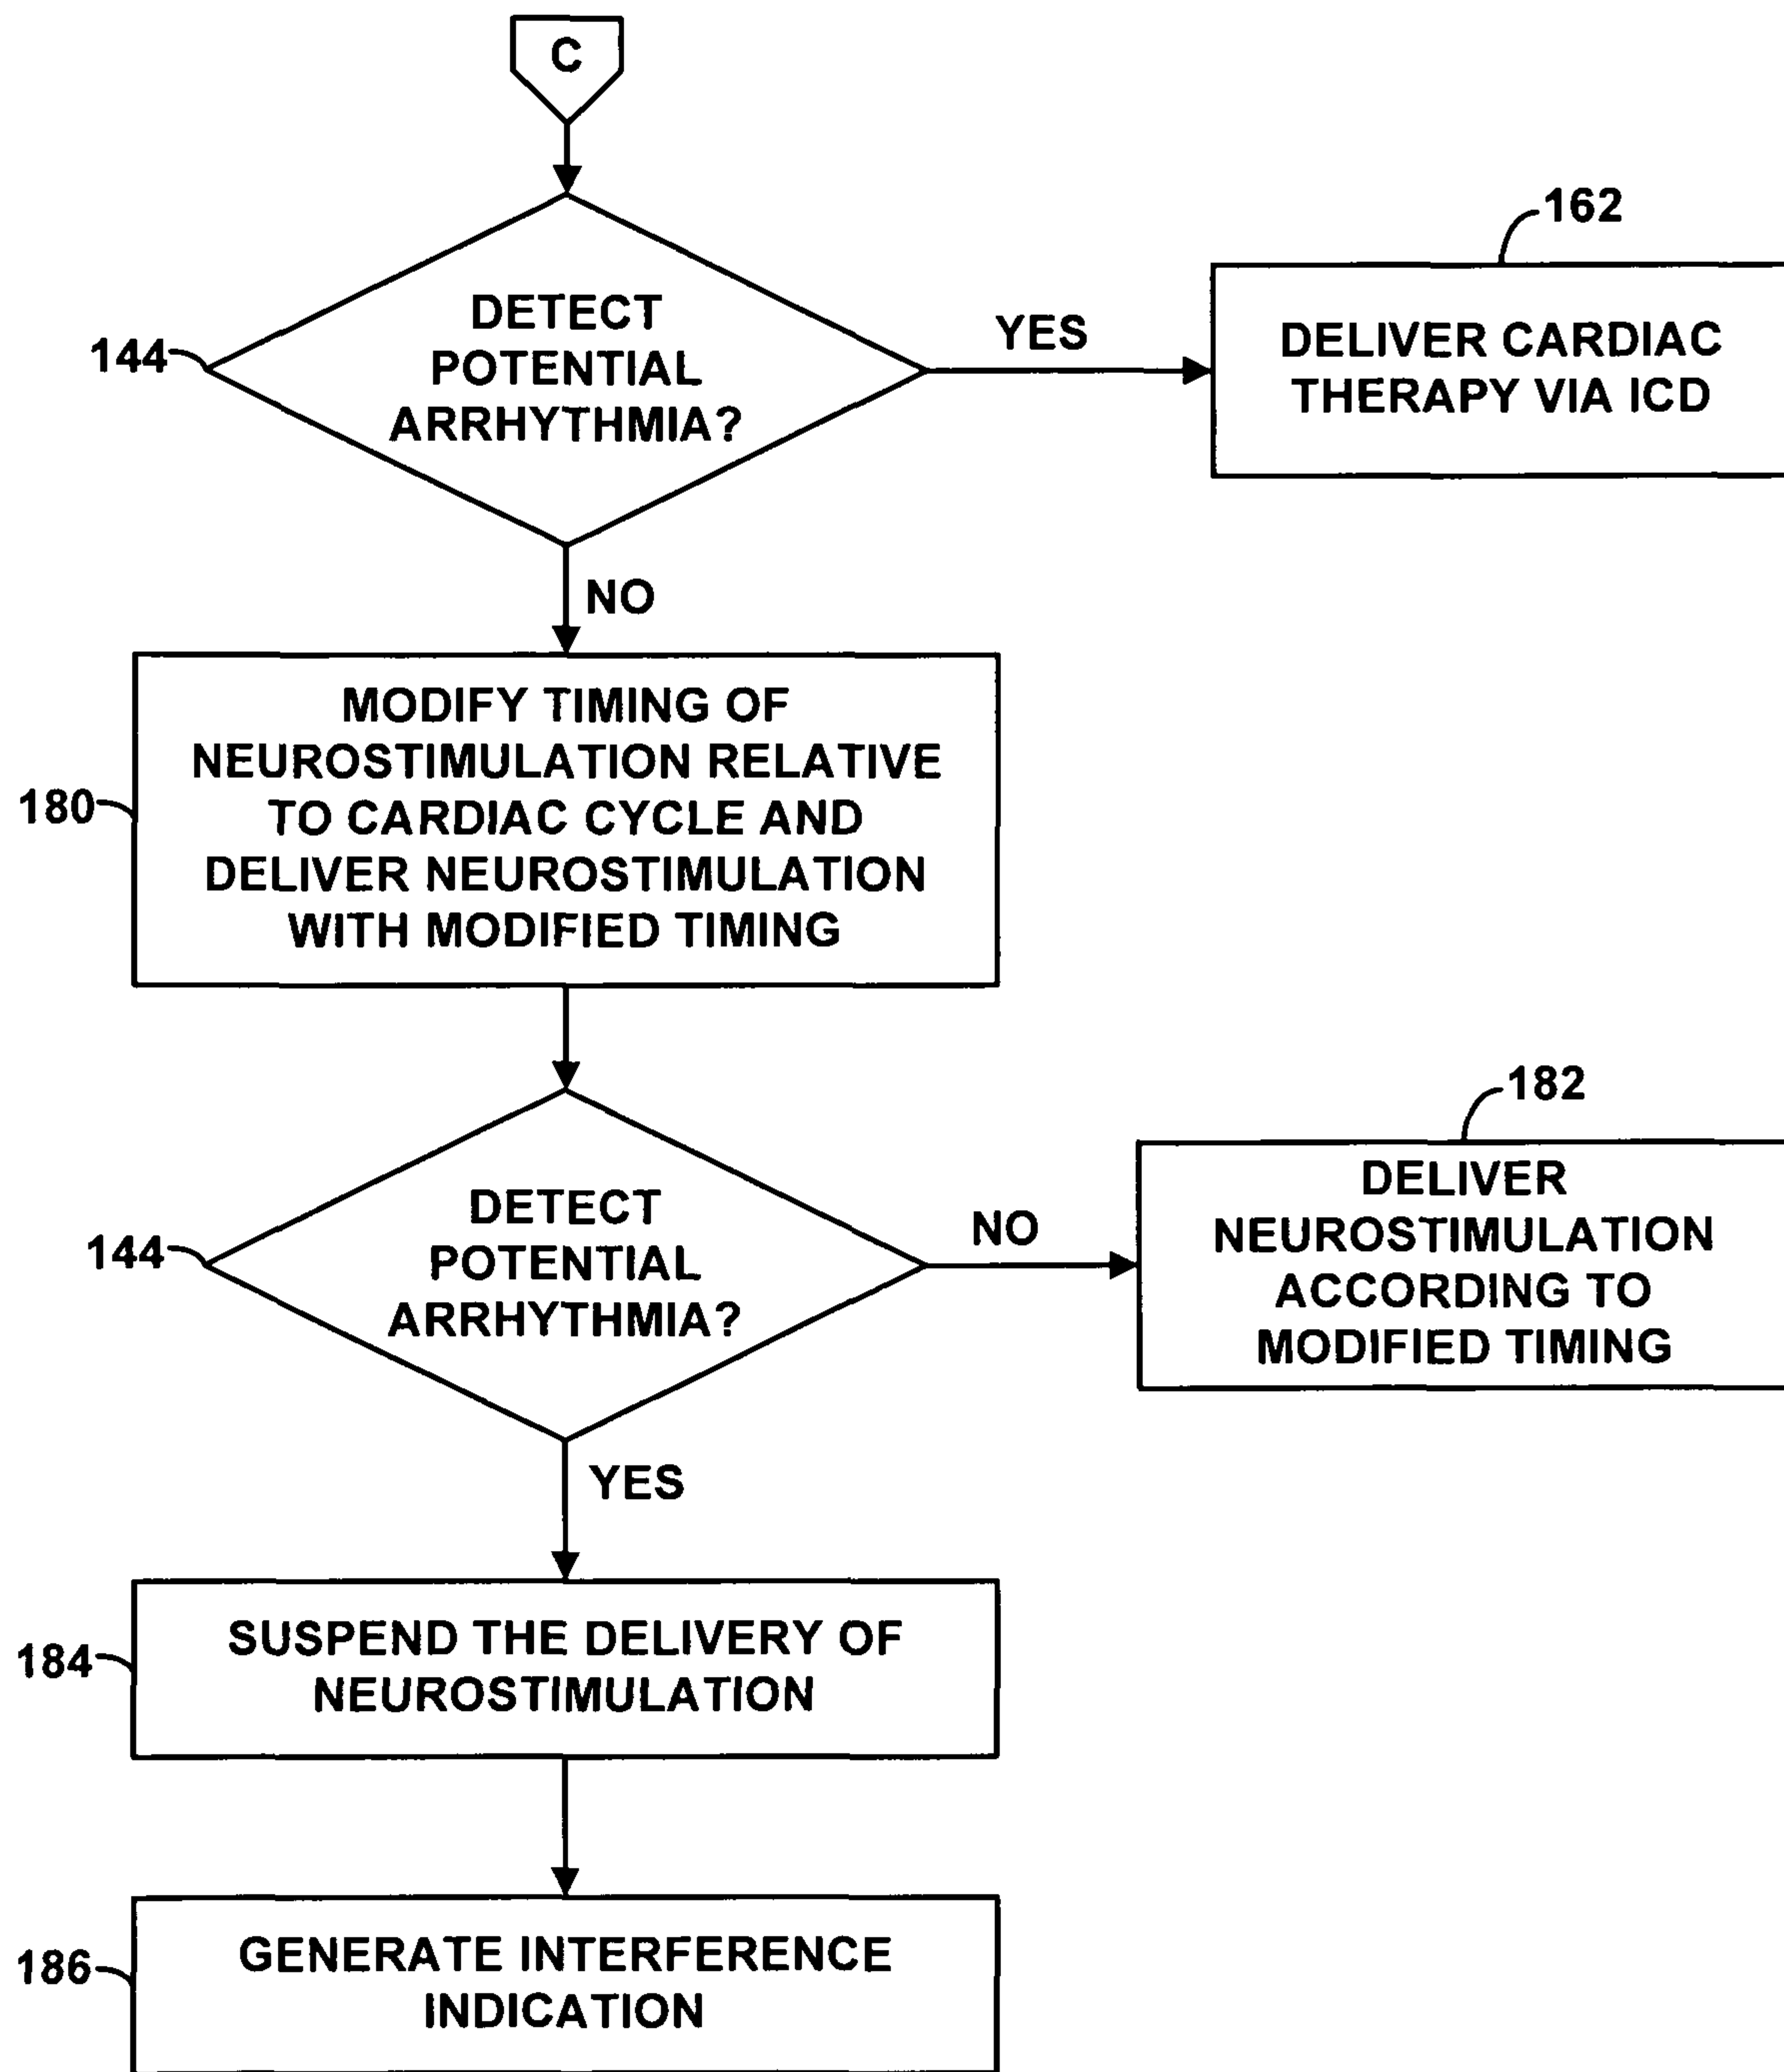 C
162
DETECT
POTENTIAL
ARRHYTHMIA?
144
YES
DELIVER CARDIAC
THERAPY VIA ICD
NO
MODIFY TIMING OF
NEUROSTIMULATION RELATIVE
TO CARDIAC CYCLE AND
DELIVER NEUROSTIMULATION
WITH MODIFIED TIMING
180
182
DETECT
POTENTIAL
ARRHYTHMIA?
144
NO
DELIVER
NEUROSTIMULATION
ACCORDING TO
MODIFIED TIMING
YES
184
SUSPEND THE DELIVERY OF
NEUROSTIMULATION
186
GENERATE INTERFERENCE
INDICATION